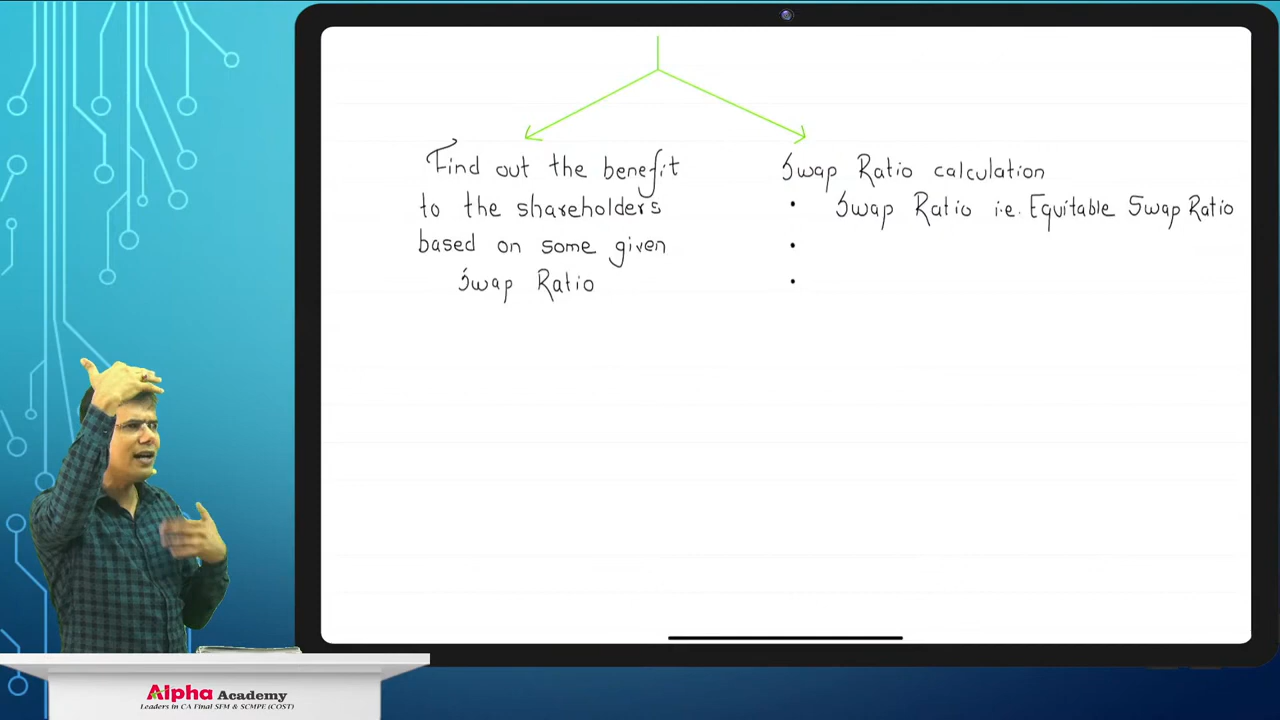 Find out the benefit
to the shareholders
based on some given
Swap Ratio
Swap Ratio calculation
• Swap Ratio i.e. Equitable Swap Ratio
•
•
Alpha Academy
Leaders in CA Final SFM & SCMPE (COST)